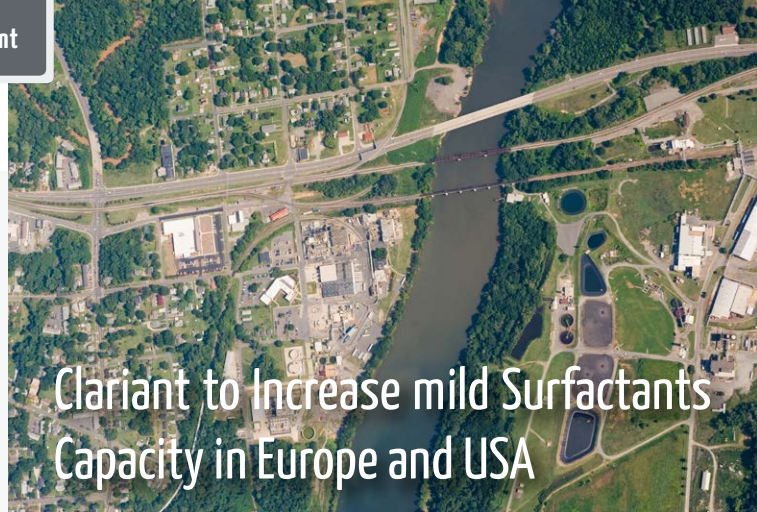 nt
Clariant to Increase mild Surfactants
Capacity in Europe and USA